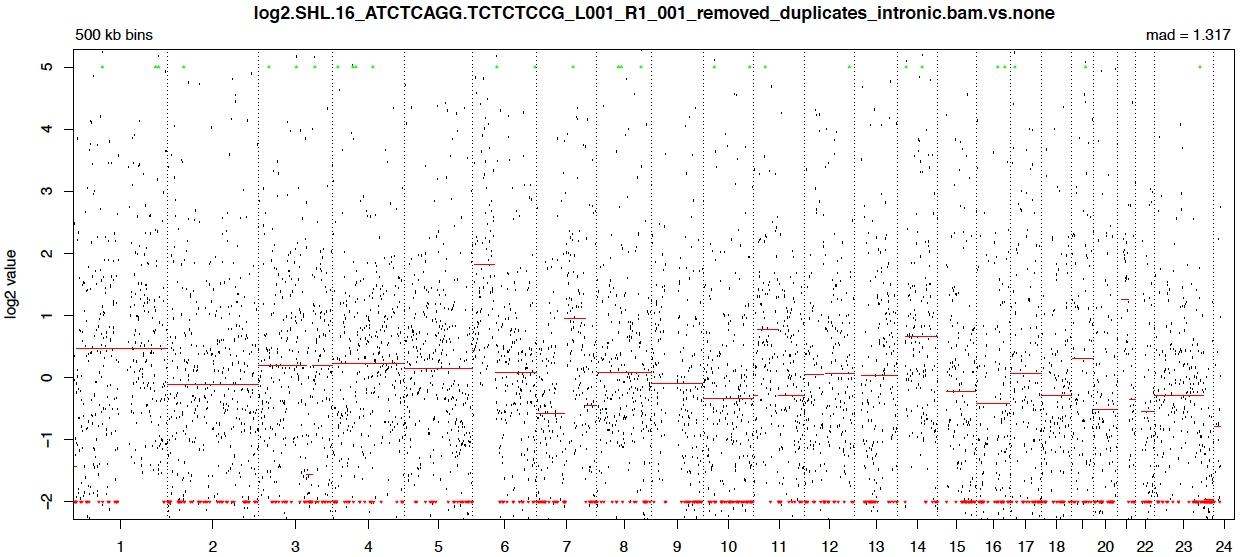 log2.SHL.16_ATCTCAGG.TCTCTCCG_L001_R1_001_removed_duplicates_intronic.bam.vs.none
500 kb bins
mad = 1.317
5
4
3
2
1
0
−1
−2
log2 value
1 2 3 4 5 6 7 8 9 10 11 12 13 14 15 16 17 18 19 20 21 22 23 24